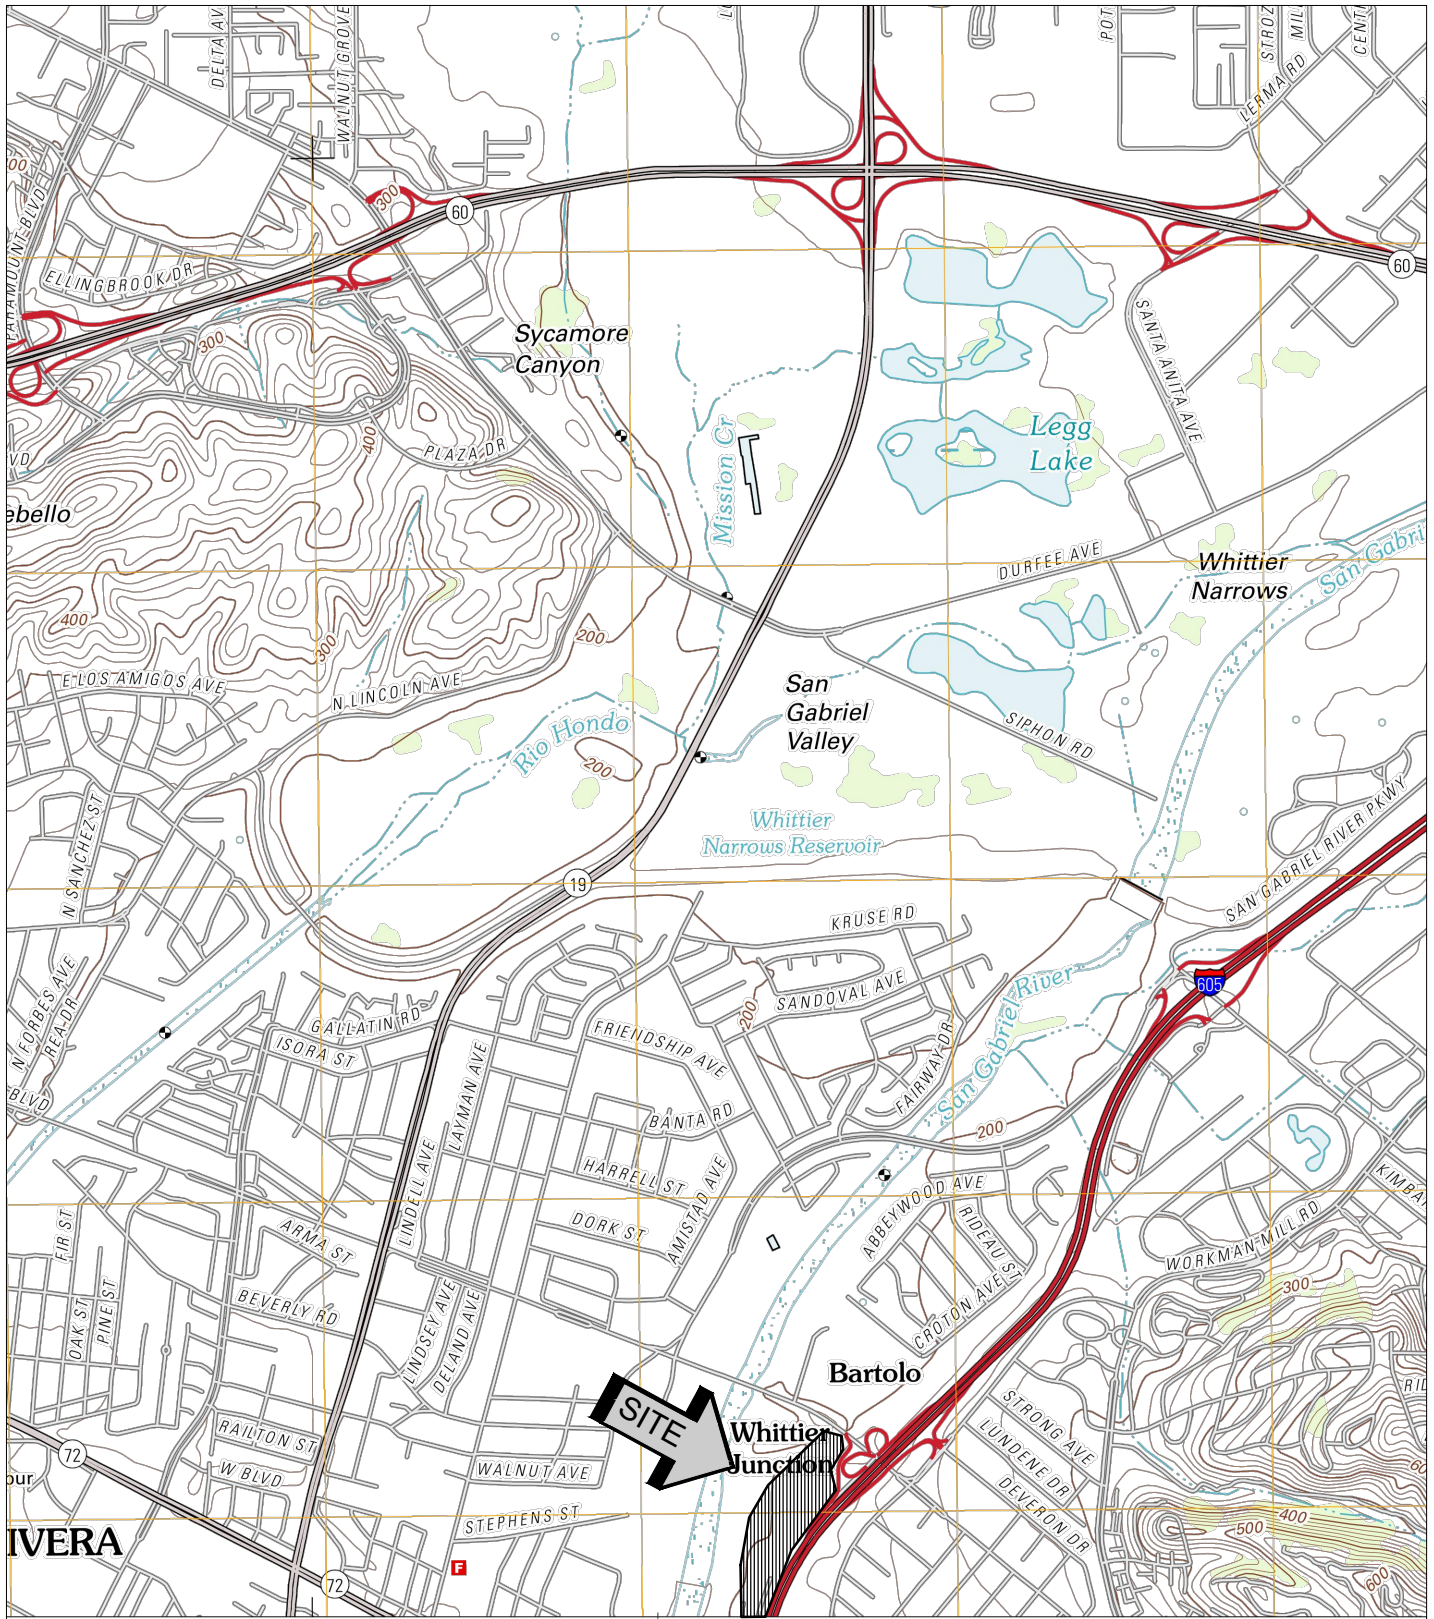 DELTA AV
WALNUT GROVE
LO
POT
STROZ
MIL
CENT
LERMA RD
00
PARAMOUNT BLVD
300
60
ELLINGBROOK DR
60
300
Sycamore
Canyon
SANTA ANITA AVE
400
PLAZA DR
VD
Mission Cr
Legg
Lake
ebello
DURFEE AVE
Whittier
Narrows
San Gabri
400
300
200
E LOS AMIGOS AVE
N LINCOLN AVE
San
Gabriel
Valley
SIPHON RD
Rio Hondo
200
Whittier
Narrows Reservoir
N SANCHEZ ST
19
SAN GABRIEL RIVER PKWY
KRUSE RD
605
SANDOVAL AVE
San Gabriel River
N FORBES AVE
REA DR
BLVD
GALLATIN RD
ISORA ST
200
FRIENDSHIP AVE
FAIRWAY DR
LAYMAN AVE
BANTA RD
200
HARRELL ST
AMISTAD AVE
LINDELL AVE
ABBEYWOOD AVE
RIDEAU ST
KIMBA
FIR ST
ARMA ST
DORK ST
WORKMAN MILL RD
300
OAK ST
PINE ST
BEVERLY RD
LINDSEY AVE
DELAND AVE
CROTON AVE
Bartolo
SITE
Whittier
Junction
STRONG AVE
LUNDENE DR
DEVERON DR
RID
72
RAILTON ST
W BLVD
WALNUT AVE
our
60
STEPHENS ST
500
400
IVERA
F
72
600